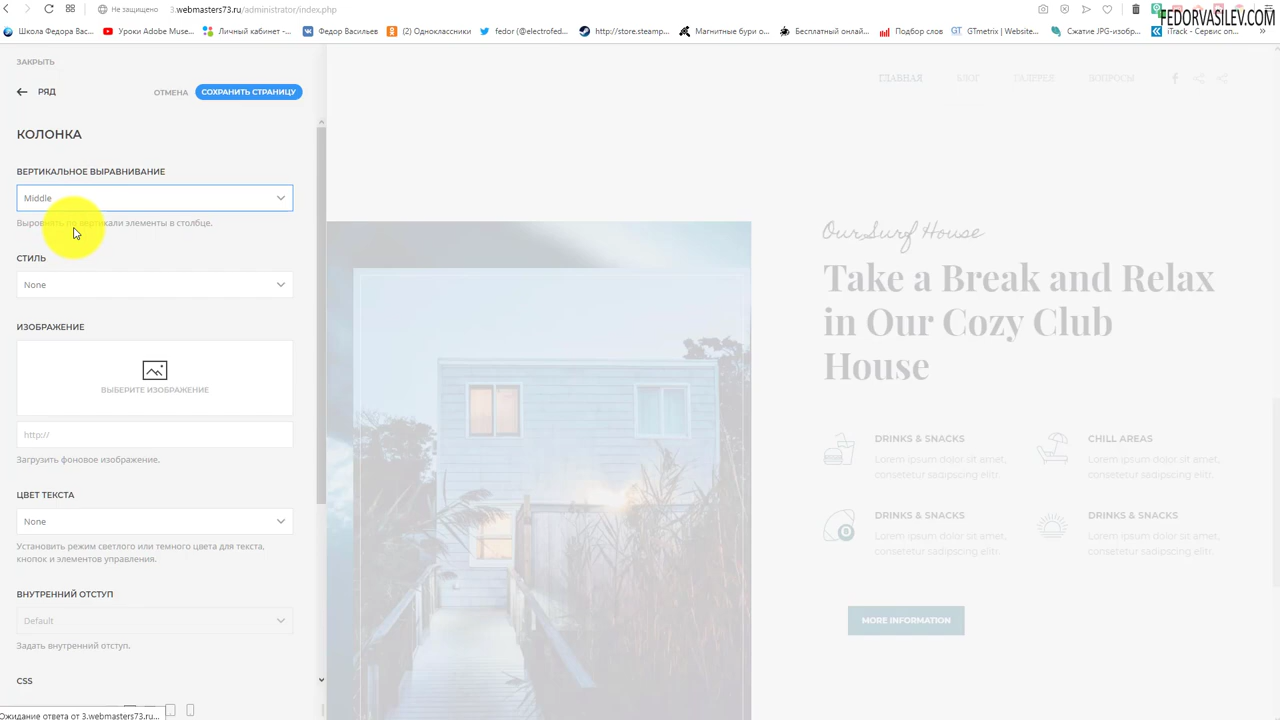 Не защищено
3.webmasters73.ru/administrator/index.php
FEDORVASILEV.COM
Школа Федора Вас...
Уроки Adobe Muse...
Личный кабинет -...
Федор Васильев
(2) Одноклассники
fedor (@electrofed...
http://store.steamp...
Магнитные бури о...
Бесплатный онлай...
Подбор слов
GTmetrix | Website...
Сжатие JPG-изобр...
iTrack - Сервис оп...
ЗАКРЫТЬ
РЯД
ОТМЕНА
СОХРАНИТЬ СТРАНИЦУ
ГЛАВНАЯ
БЛОГ
ГАЛЕРЕЯ
ВОПРОСЫ
КОЛОНКА
ВЕРТИКАЛЬНОЕ ВЫРАВНИВАНИЕ
Middle
Выровнять по вертикали элементы в столбце.
СТИЛЬ
None
ИЗОБРАЖЕНИЕ
ВЫБЕРИТЕ ИЗОБРАЖЕНИЕ
http://
Загрузить фоновое изображение.
ЦВЕТ ТЕКСТА
None
Установить режим светлого или темного цвета для текста,
кнопок и элементов управления.
ВНУТРЕННИЙ ОТСТУП
Default
Задать внутренний отступ.
CSS
Ожидание ответа от 3.webmasters73.ru...
Our Surf House
Take a Break and Relax
in Our Cozy Club
House
DRINKS & SNACKS
Lorem ipsum dolor sit amet,
consetetur sadipscing elitr.
CHILL AREAS
Lorem ipsum dolor sit amet,
consetetur sadipscing elitr.
DRINKS & SNACKS
Lorem ipsum dolor sit amet,
consetetur sadipscing elitr.
DRINKS & SNACKS
Lorem ipsum dolor sit amet,
consetetur sadipscing elitr.
MORE INFORMATION